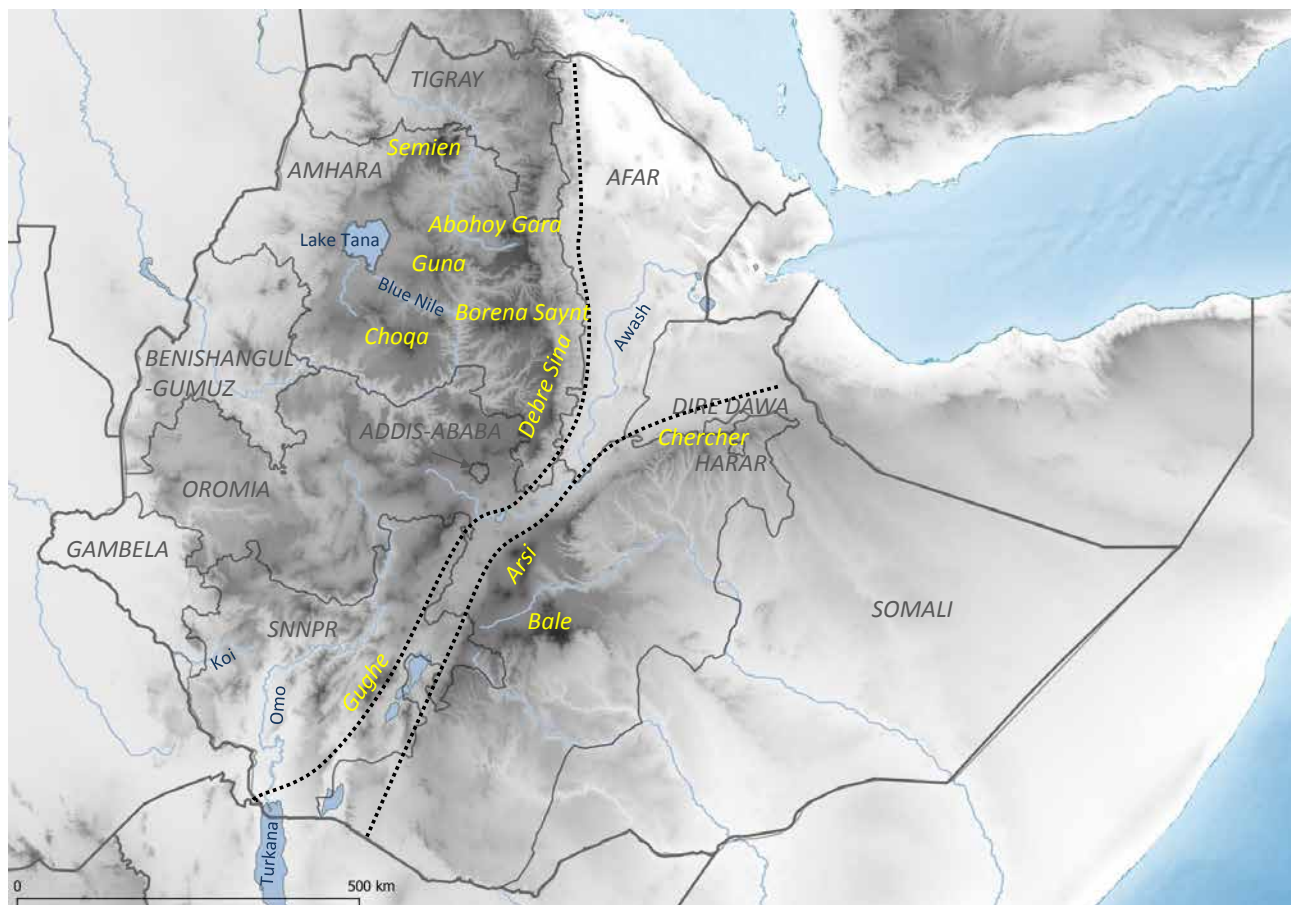 TIGRAY
Semien
AMHARA
AFAR
Abohoy Gara
Lake Tana
Guna
Blue Nile
Borena Saynt
Awash
Choqa
BENISHANGUL
-GUMUZ
Debre Sina
DIRE DAWA
ADDIS-ABABA
Chercher
HARAR
OROMIA
GAMBELA
Arsi
SOMALI
Bale
SNNPR
Koi
Gughe
Omo
Turkana
0
500 km